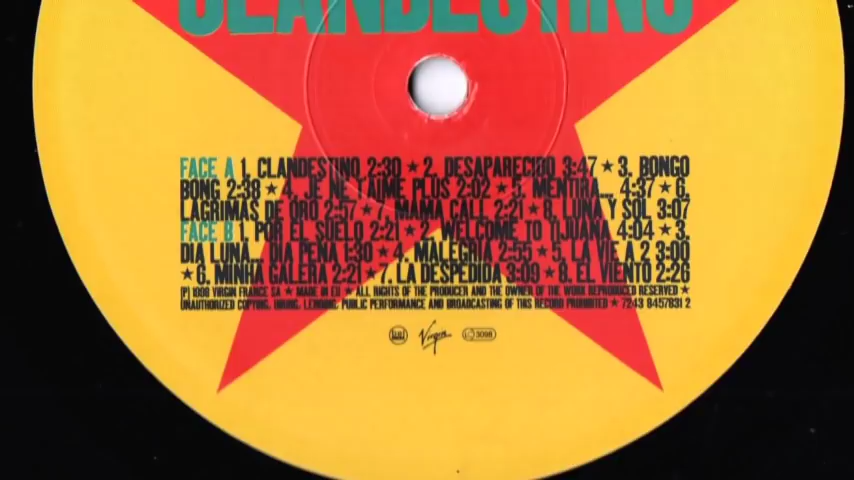 CLANDESTINO
FACE A 1. CLANDESTINO 2:30 ★ 2. DESAPARECIDO 3:47 ★ 3. BONGO
BONG 2:38 ★ 4. JE NE T'AIME PLUS 2:02 ★ 5. MENTIRA... 4:37 ★ 6.
LAGRIMAS DE ORO 2:57 ★ 7. MAMA CALL 2:21 ★ 8. LUNA Y SOL 3:07
FACE B 1. POR EL SUELO 2:21 ★ 2. WELCOME TO TIJUANA 4:04 ★ 3.
DIA LUNA... DIA PENA 1:30 ★ 4. MALEGRIA 2:55 ★ 5. LA VIE A 2 3:00
★ 6. MINHA GALERA 2:21 ★ 7. LA DESPEDIDA 3:09 ★ 8. EL VIENTO 2:26
(P) 1998 VIRGIN FRANCE SA ★ MADE IN EU ★ ALL RIGHTS OF THE PRODUCER AND THE OWNER OF THE WORK REPRODUCED RESERVED ★
UNAUTHORIZED COPYING, HIRING, LENDING, PUBLIC PERFORMANCE AND BROADCASTING OF THIS RECORD PROHIBITED ★ 7243 8457831 2
Virgin 3098